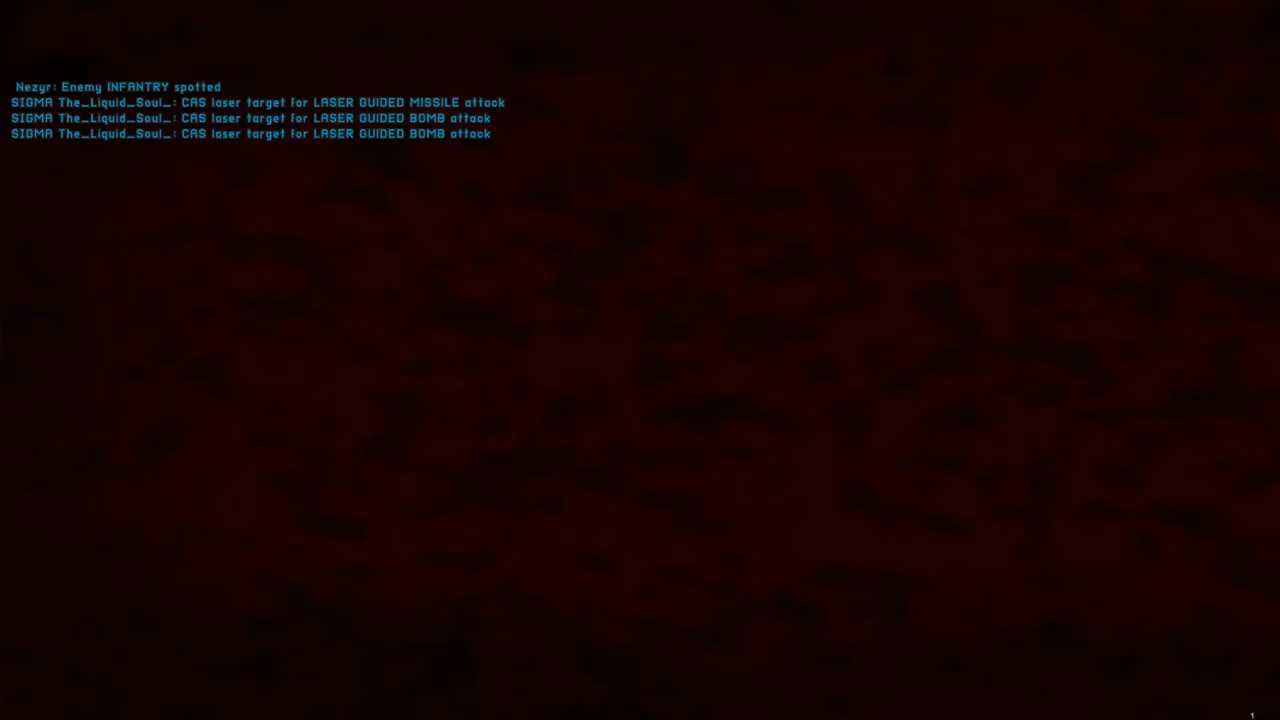 Nezyr: Enemy INFANTRY spotted
SIGMA The_Liquid_Soul_: CAS laser target for LASER GUIDED MISSILE attack
SIGMA The_Liquid_Soul_: CAS laser target for LASER GUIDED BOMB attack
SIGMA The_Liquid_Soul_: CAS laser target for LASER GUIDED BOMB attack
1